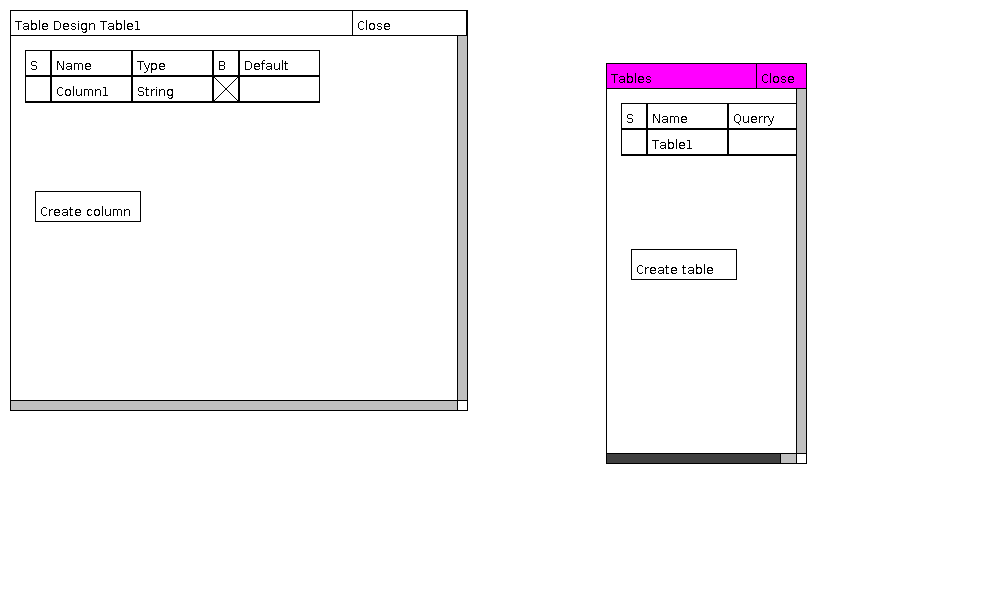 Table Design Table1 Close
S Name Type B Default
Column1 String
Create column
Tables Close
S Name Querry
Table1
Create table